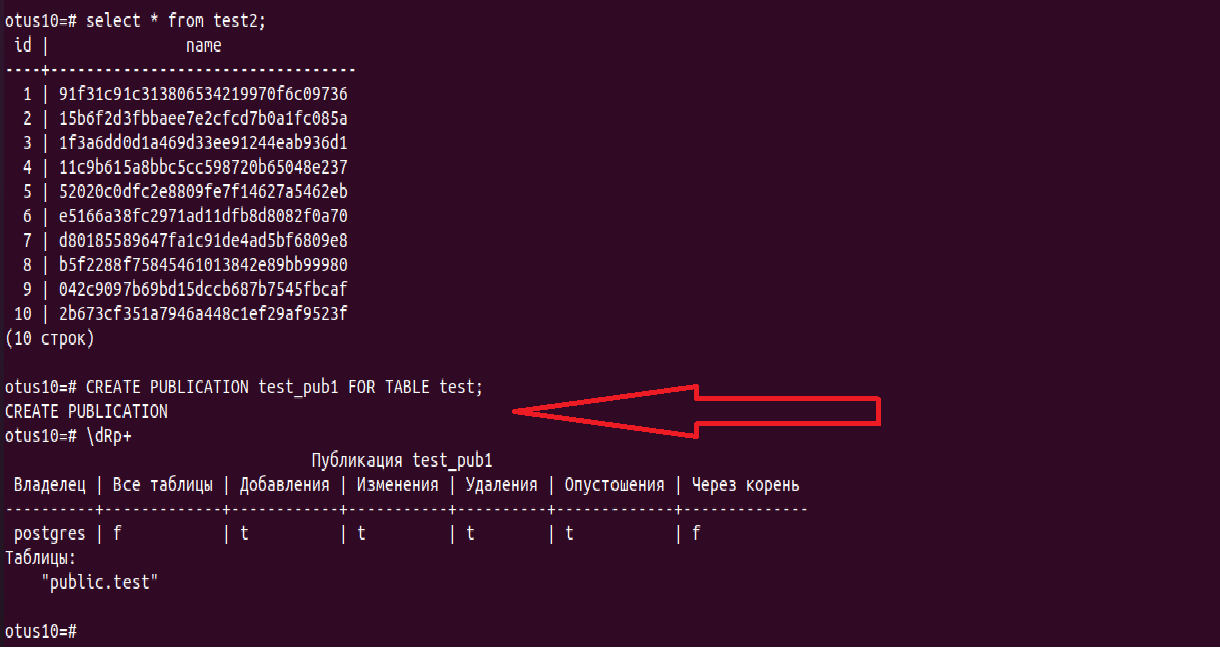 otus10=# select * from test2;
 id |               name
----+----------------------------------
  1 | 91f31c91c313806534219970f6c09736
  2 | 15b6f2d3fbbaee7e2cfcd7b0a1fc085a
  3 | 1f3a6dd0d1a469d33ee91244eab936d1
  4 | 11c9b615a8bbc5cc598720b65048e237
  5 | 52020c0dfc2e8809fe7f14627a5462eb
  6 | e5166a38fc2971ad11dfb8d8082f0a70
  7 | d80185589647fa1c91de4ad5bf6809e8
  8 | b5f2288f75845461013842e89bb99980
  9 | 042c9097b69bd15dccb687b7545fbcaf
 10 | 2b673cf351a7946a448c1ef29af9523f
(10 строк)

otus10=# CREATE PUBLICATION test_pub1 FOR TABLE test;
CREATE PUBLICATION
otus10=# \dRp+
                                  Публикация test_pub1
 Владелец | Все таблицы | Добавления | Изменения | Удаления | Опустошения | Через корень
----------+-------------+------------+-----------+----------+-------------+--------------
 postgres | f           | t          | t         | t        | t           | f
Таблицы:
    "public.test"

otus10=#